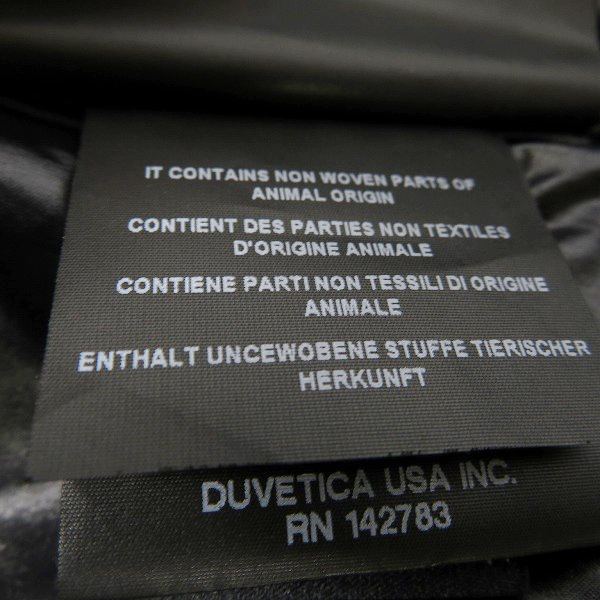 IT CONTAINS NON WOVEN PARTS OF
ANIMAL ORIGIN
CONTIENT DES PARTIES NON TEXTILES
D'ORIGINE ANIMALE
CONTIENE PARTI NON TESSILI DI ORIGINE
ANIMALE
ENTHALT UNCEWOBENE STUFFE TIERISCHER
HERKUNFT
DUVETICA USA INC.
RN 142783